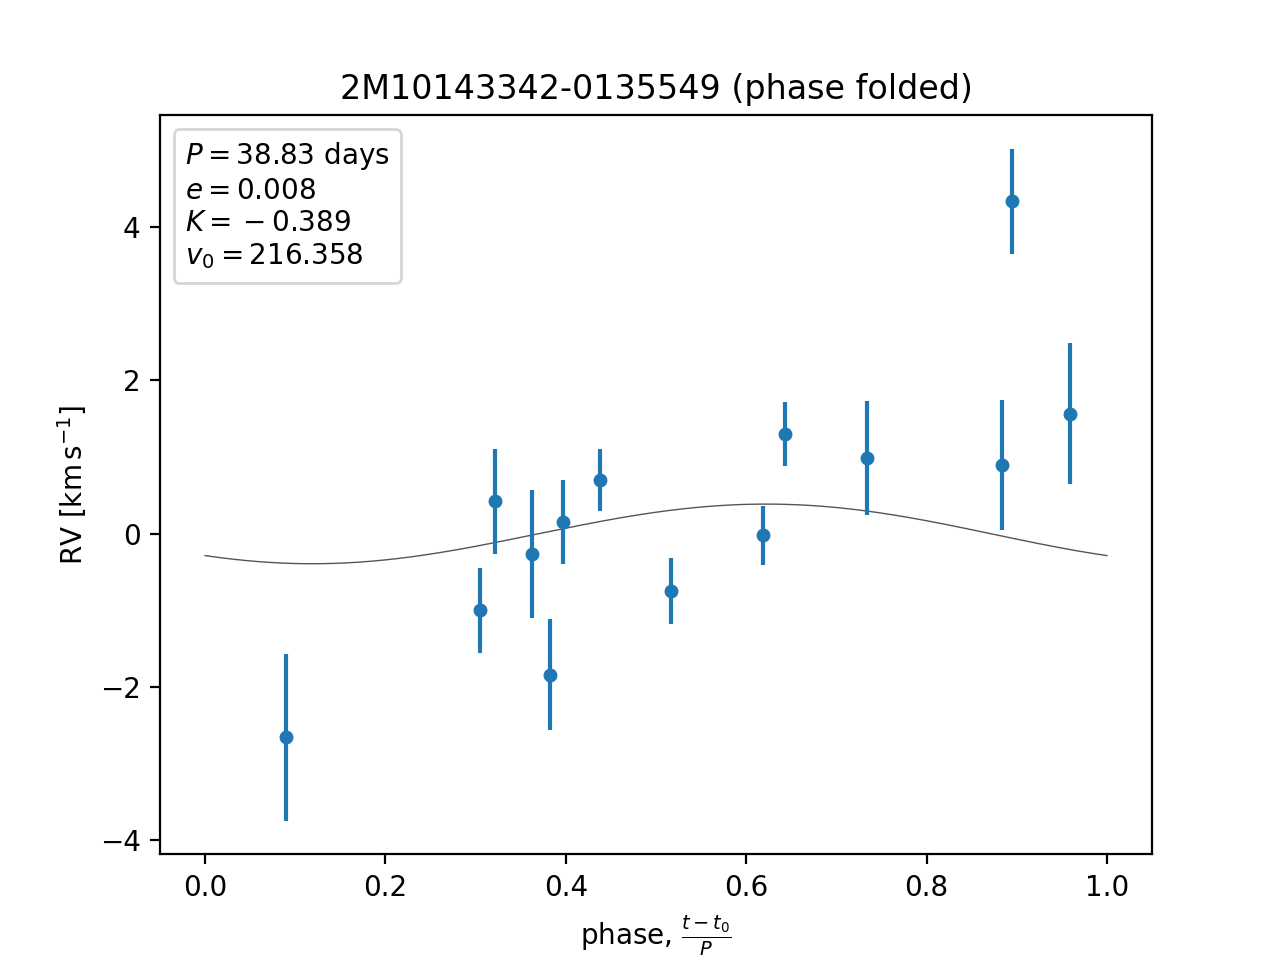 2M10143342-0135549 (phase folded)
P = 38.83 days
e = 0.008
K = −0.389
v₀ = 216.358
4
2
0
−2
−4
RV [km s⁻¹]
0.0 0.2 0.4 0.6 0.8 1.0
phase, (t − t₀)/P